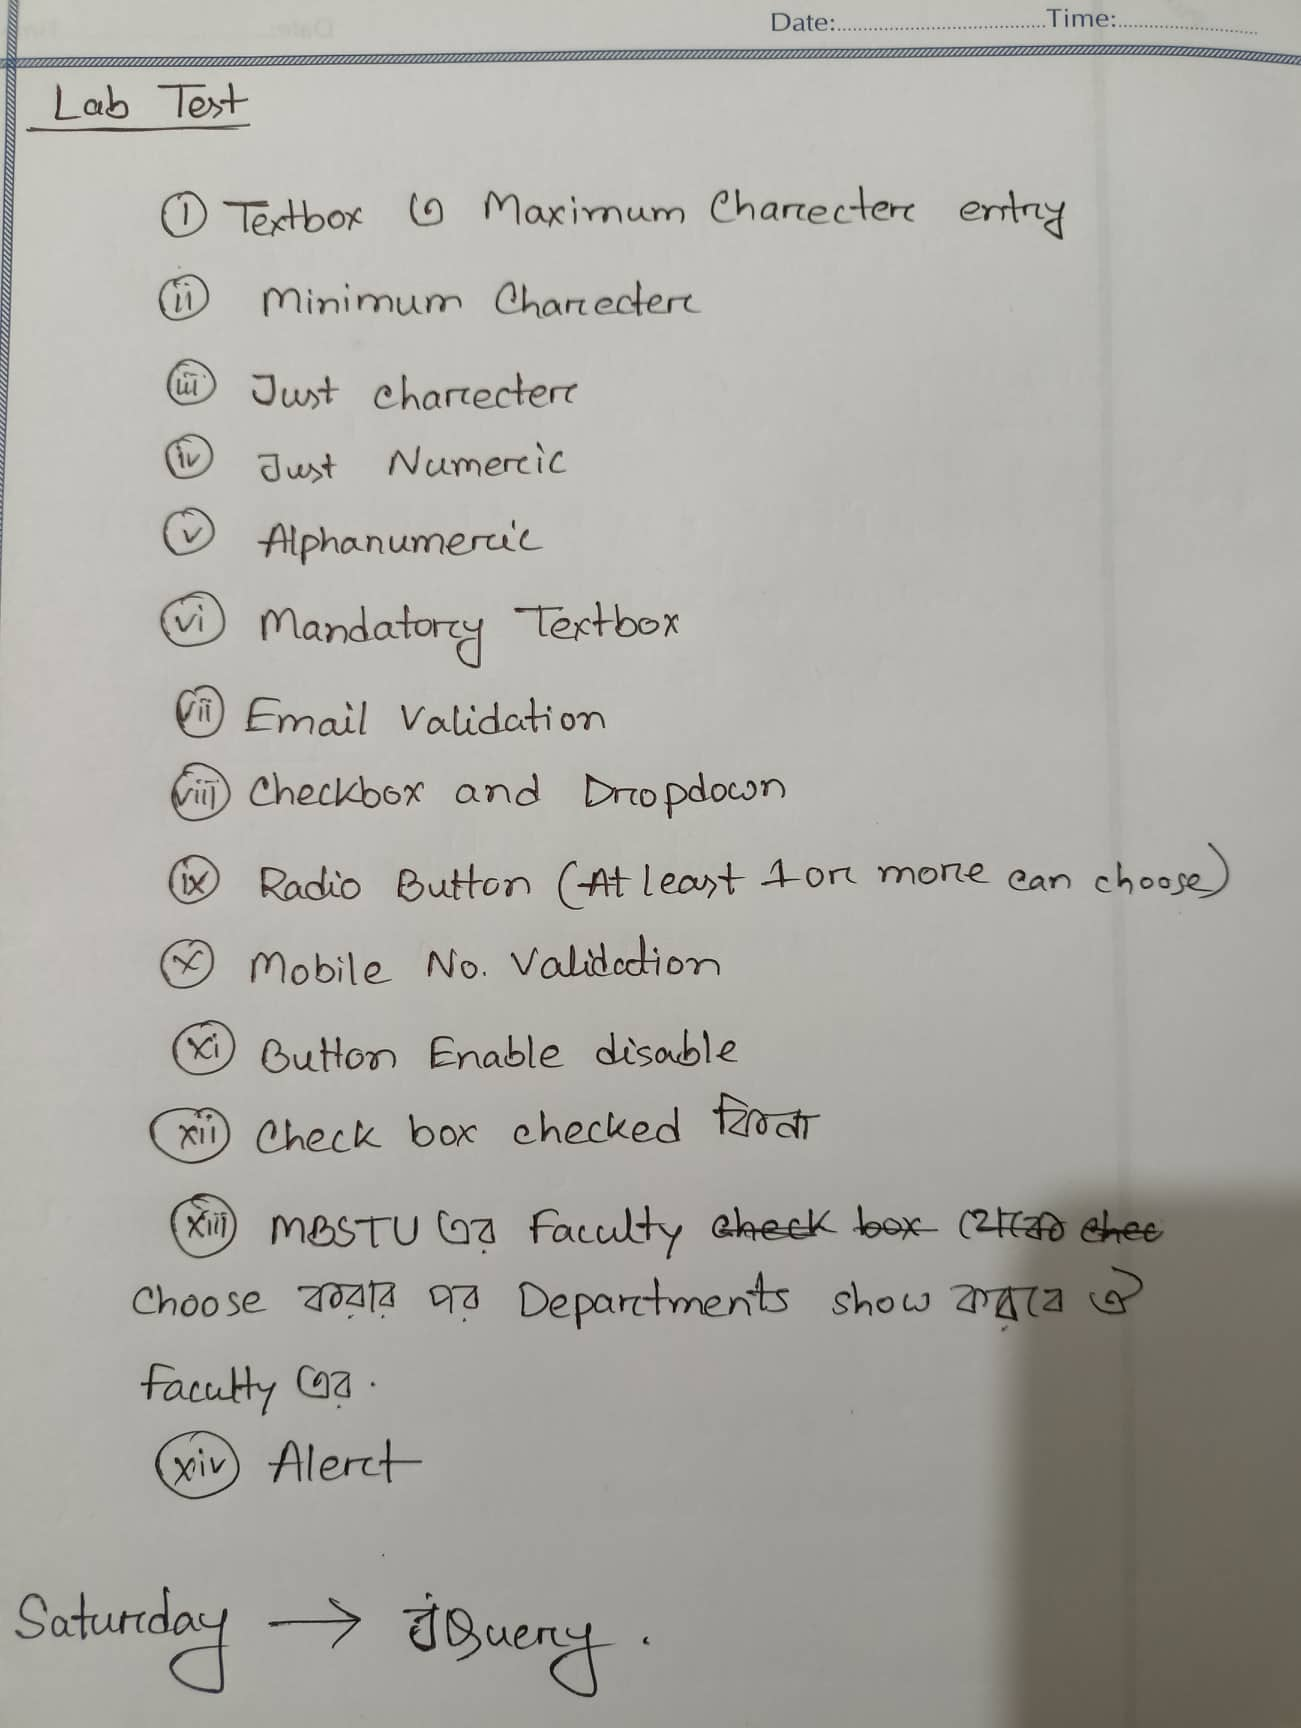 Date:..............................Time:......................
Lab Test
i Textbox এ Maximum Charecter entry
ii Minimum Charecter
iii Just charecter
iv Just Numeric
v Alphanumeric
vi Mandatory Textbox
vii Email Validation
viii Checkbox and Dropdown
ix Radio Button (At least 1 or more can choose)
x Mobile No. Validation
xi Button Enable disable
xii Check box checked কিনা
xiii MBSTU এর Faculty check box থেকে chec
Choose করার পর Departments show করবে ঐ
faculty এর.
xiv Alert
Saturday → jQuery.